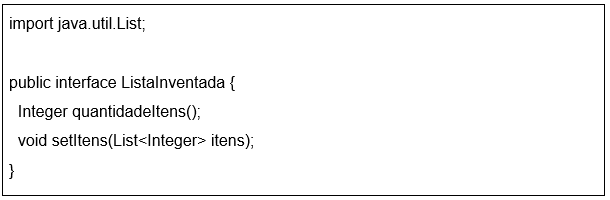 import java.util.List;
public interface ListaInventada {
Integer quantidadeItens();
void setItens(List<Integer> itens);
}